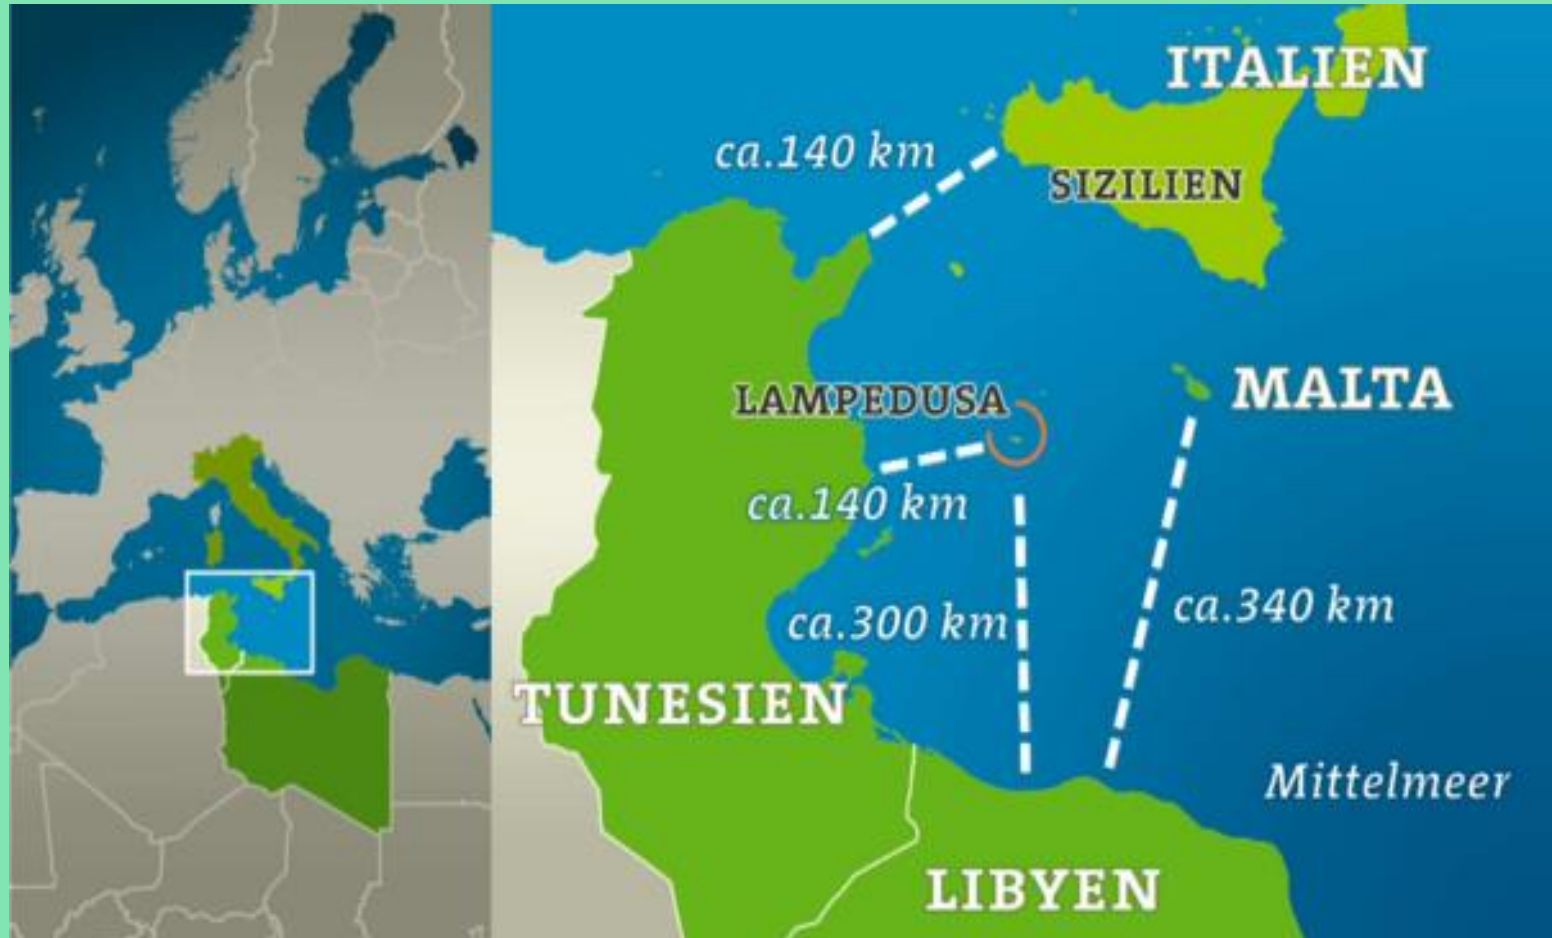 ITALIEN
ca.140 km
SIZILIEN
MALTA
LAMPEDUSA
ca.140 km
ca.340 km
ca.300 km
TUNESIEN
Mittelmeer
LIBYEN